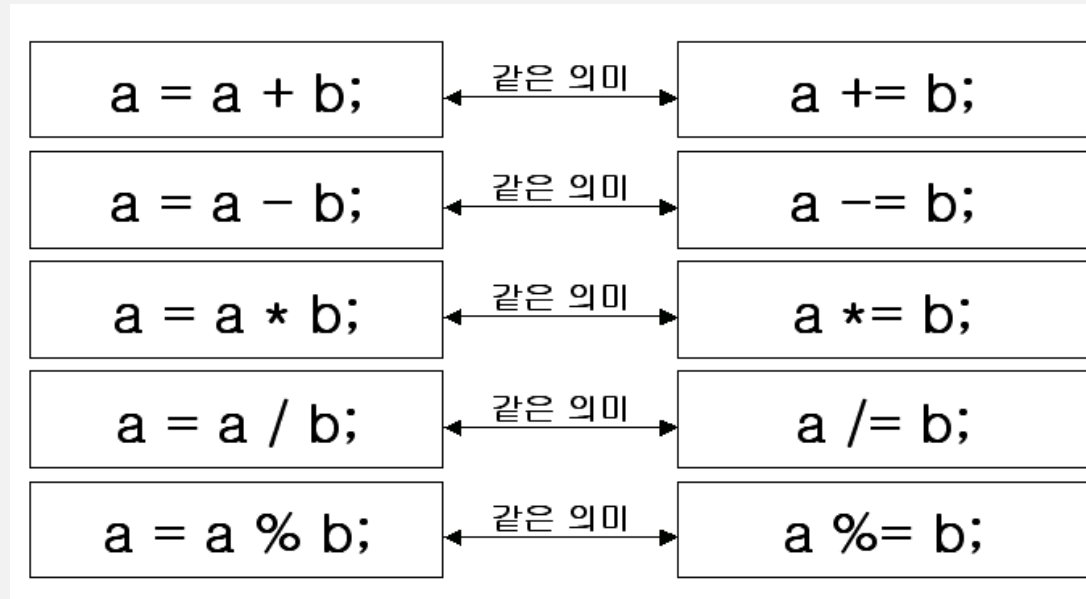 a = a + b; 같은 의미 a += b;
a = a - b; 같은 의미 a -= b;
a = a * b; 같은 의미 a *= b;
a = a / b; 같은 의미 a /= b;
a = a % b; 같은 의미 a %= b;